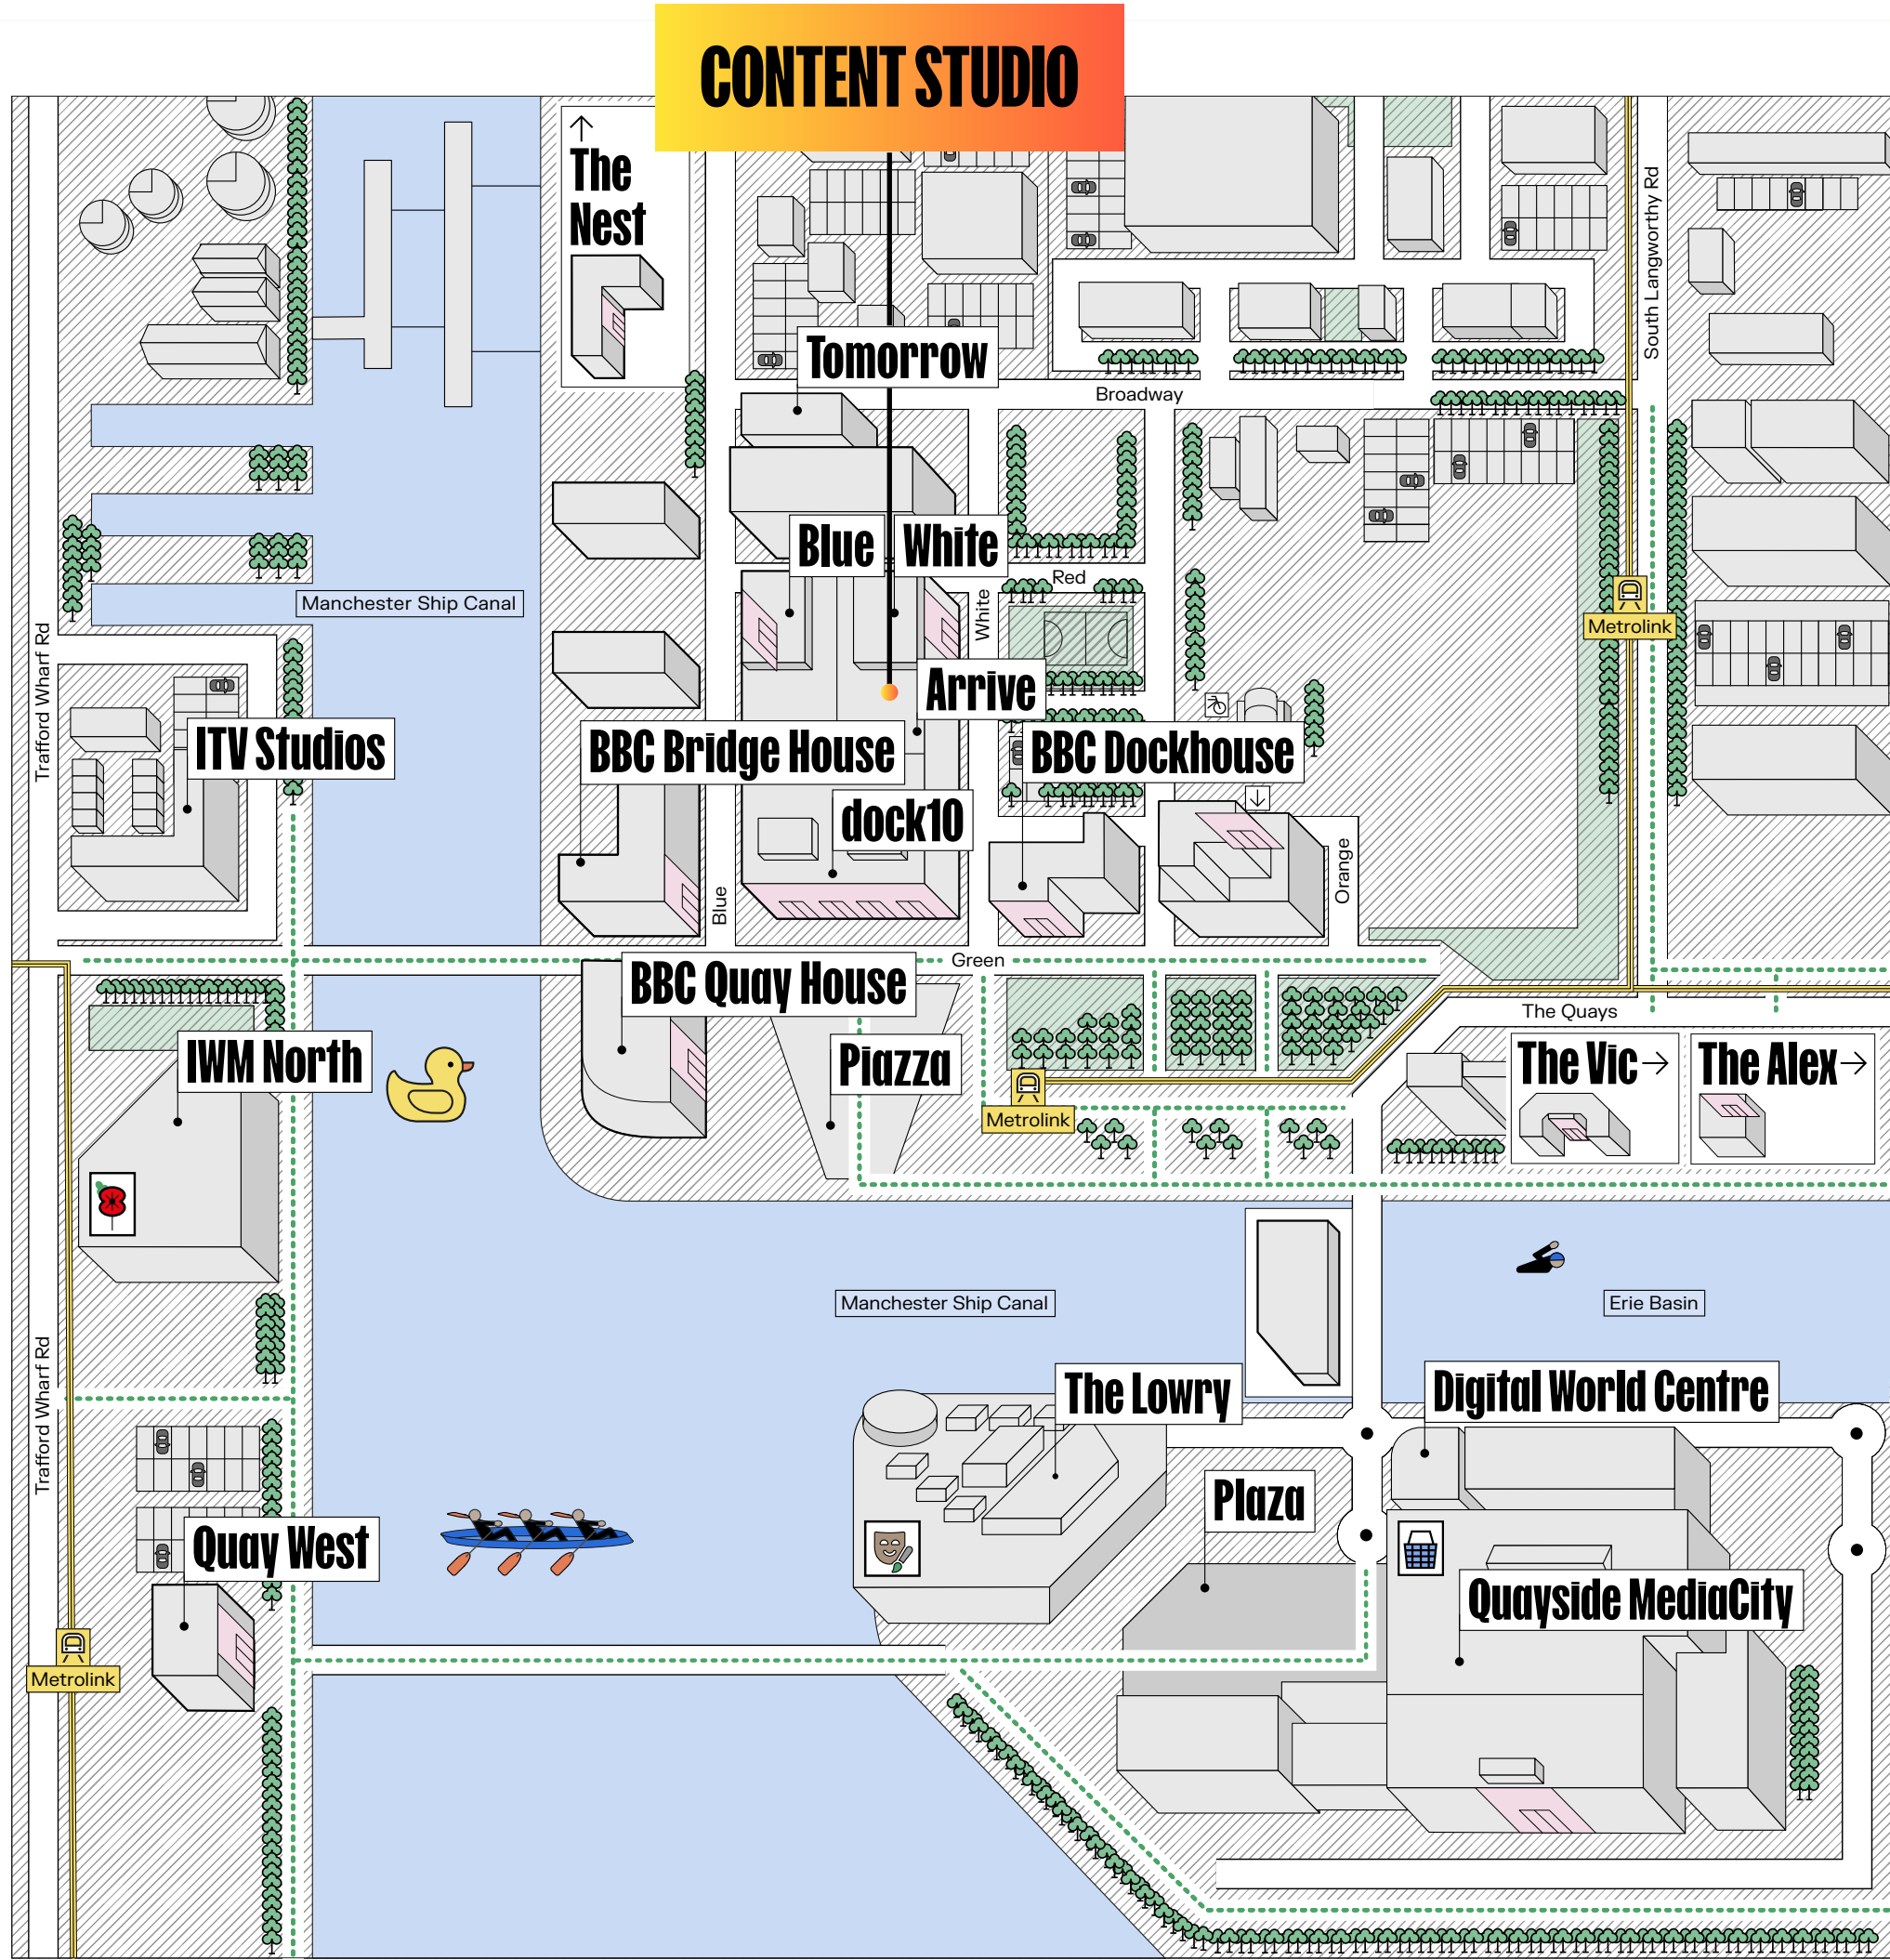 CONTENT STUDIO
The
Nest
South Langworthy Rd
Tomorrow
Broadway
Blue
White
Red
White
Manchester Ship Canal
Metrolink
Trafford Wharf Rd
Arrive
ITV Studios
BBC Bridge House
BBC Dockhouse
dock10
Blue
Orange
Green
BBC Quay House
The Quays
IWM North
Piazza
The Vic
The Alex
Metrolink
Manchester Ship Canal
Erie Basin
Trafford Wharf Rd
The Lowry
Digital World Centre
Plaza
Quay West
Quayside MediaCity
Metrolink